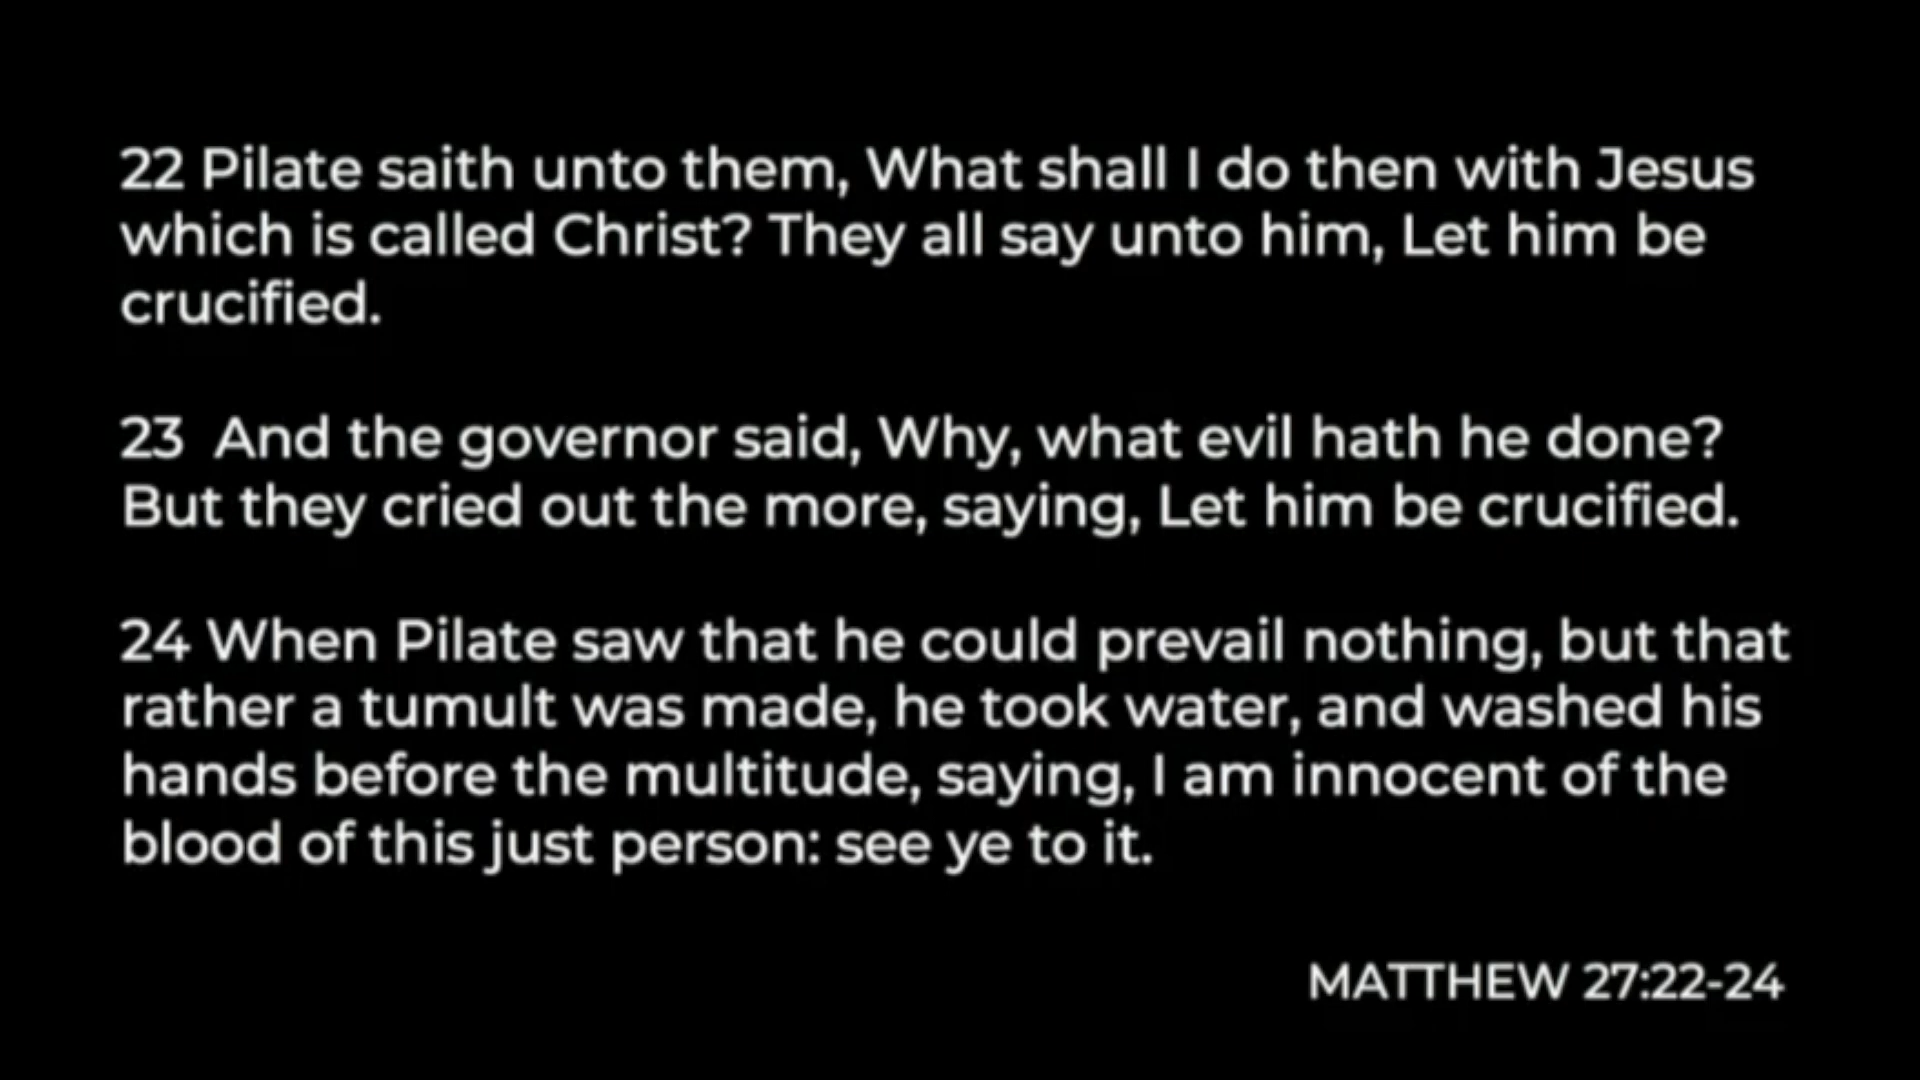 22 Pilate saith unto them, What shall I do then with Jesus
which is called Christ? They all say unto him, Let him be
crucified.
23 And the governor said, Why, what evil hath he done?
But they cried out the more, saying, Let him be crucified.
24 When Pilate saw that he could prevail nothing, but that
rather a tumult was made, he took water, and washed his
hands before the multitude, saying, I am innocent of the
blood of this just person: see ye to it.
MATTHEW 27:22-24